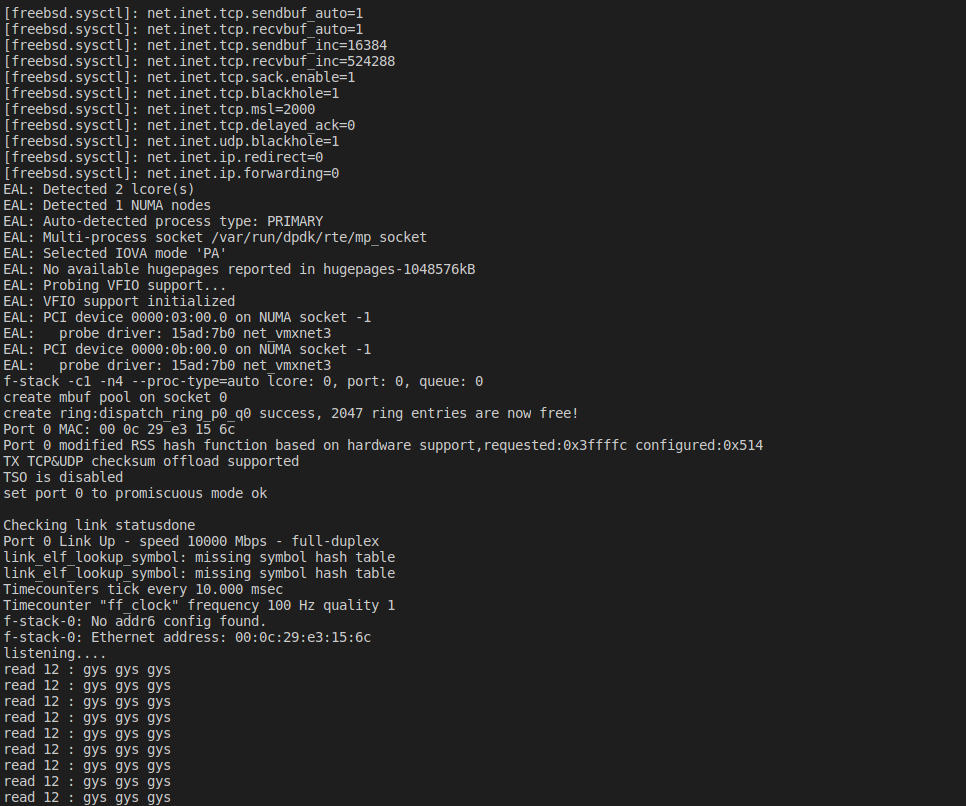 [freebsd.sysctl]: net.inet.tcp.sendbuf_auto=1
[freebsd.sysctl]: net.inet.tcp.recvbuf_auto=1
[freebsd.sysctl]: net.inet.tcp.sendbuf_inc=16384
[freebsd.sysctl]: net.inet.tcp.recvbuf_inc=524288
[freebsd.sysctl]: net.inet.tcp.sack.enable=1
[freebsd.sysctl]: net.inet.tcp.blackhole=1
[freebsd.sysctl]: net.inet.tcp.msl=2000
[freebsd.sysctl]: net.inet.tcp.delayed_ack=0
[freebsd.sysctl]: net.inet.udp.blackhole=1
[freebsd.sysctl]: net.inet.ip.redirect=0
[freebsd.sysctl]: net.inet.ip.forwarding=0
EAL: Detected 2 lcore(s)
EAL: Detected 1 NUMA nodes
EAL: Auto-detected process type: PRIMARY
EAL: Multi-process socket /var/run/dpdk/rte/mp_socket
EAL: Selected IOVA mode 'PA'
EAL: No available hugepages reported in hugepages-1048576kB
EAL: Probing VFIO support...
EAL: VFIO support initialized
EAL: PCI device 0000:03:00.0 on NUMA socket -1
EAL:   probe driver: 15ad:7b0 net_vmxnet3
EAL: PCI device 0000:0b:00.0 on NUMA socket -1
EAL:   probe driver: 15ad:7b0 net_vmxnet3
f-stack -c1 -n4 --proc-type=auto lcore: 0, port: 0, queue: 0
create mbuf pool on socket 0
create ring:dispatch_ring_p0_q0 success, 2047 ring entries are now free!
Port 0 MAC: 00 0c 29 e3 15 6c
Port 0 modified RSS hash function based on hardware support,requested:0x3ffffc configured:0x514
TX TCP&UDP checksum offload supported
TSO is disabled
set port 0 to promiscuous mode ok
Checking link statusdone
Port 0 Link Up - speed 10000 Mbps - full-duplex
link_elf_lookup_symbol: missing symbol hash table
link_elf_lookup_symbol: missing symbol hash table
Timecounters tick every 10.000 msec
Timecounter "ff_clock" frequency 100 Hz quality 1
f-stack-0: No addr6 config found.
f-stack-0: Ethernet address: 00:0c:29:e3:15:6c
listening....
read 12 : gys gys gys
read 12 : gys gys gys
read 12 : gys gys gys
read 12 : gys gys gys
read 12 : gys gys gys
read 12 : gys gys gys
read 12 : gys gys gys
read 12 : gys gys gys
read 12 : gys gys gys